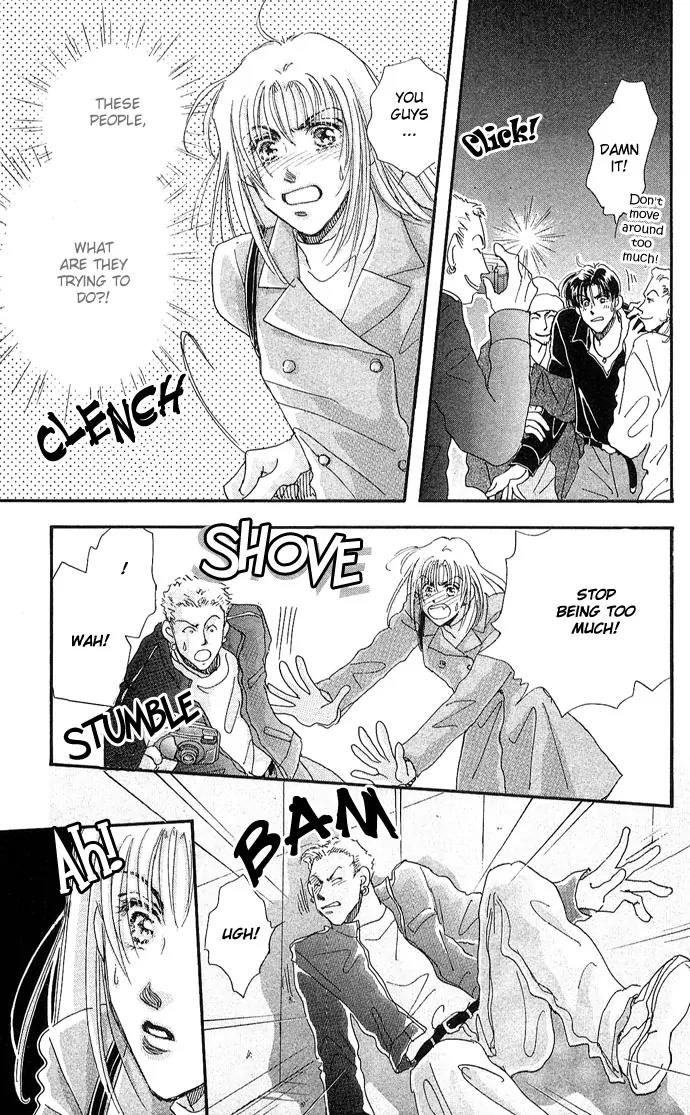 Click!
DAMN
IT!
Don't
move
around
too
much!
YOU
GUYS
...
THESE
PEOPLE,
WHAT
ARE THEY
TRYING TO
DO?!
CLENCH
STOP
BEING TOO
MUCH!
SHOVE
!
WAH!
STUMBLE
BAM
UGH!
Ah!